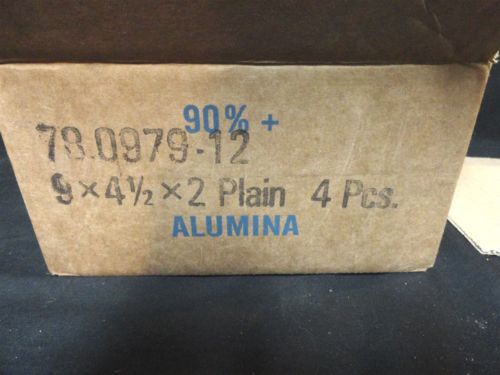 90% +
78.0979-12
9 × 4½ × 2 Plain 4 Pcs.
ALUMINA